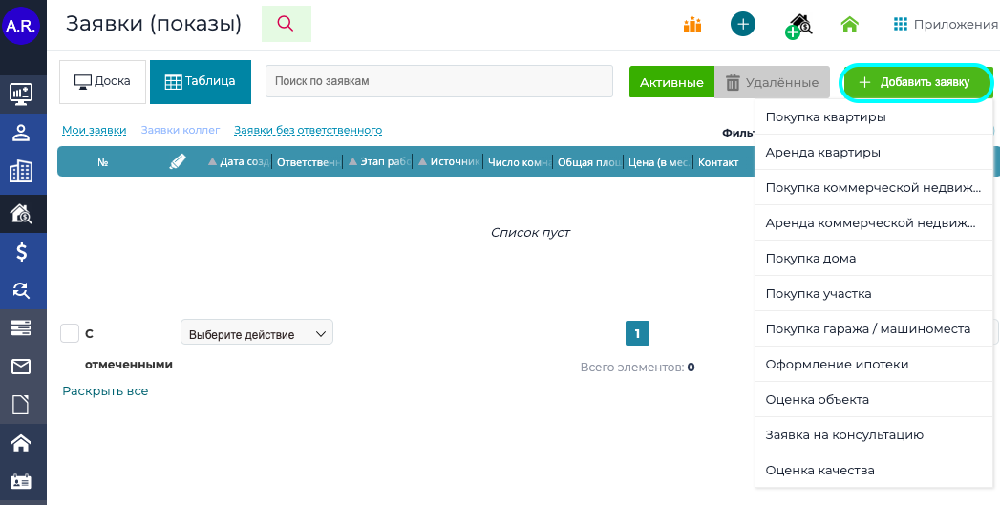 A.R.
Заявки (показы)
Приложения
Доска
Таблица
Поиск по заявкам
Активные
Удалённые
Добавить заявку
Мои заявки
Заявки коллег
Заявки без ответственного
№
Дата созд
Ответственн
Этап рабо
Источник
Число комн
Общая площ
Цена (в мес
Контакт
Список пуст
С
отмеченными
Выберите действие
1
Всего элементов: 0
Раскрыть все
Покупка квартиры
Аренда квартиры
Покупка коммерческой недвиж...
Аренда коммерческой недвиж...
Покупка дома
Покупка участка
Покупка гаража / машиноместа
Оформление ипотеки
Оценка объекта
Заявка на консультацию
Оценка качества